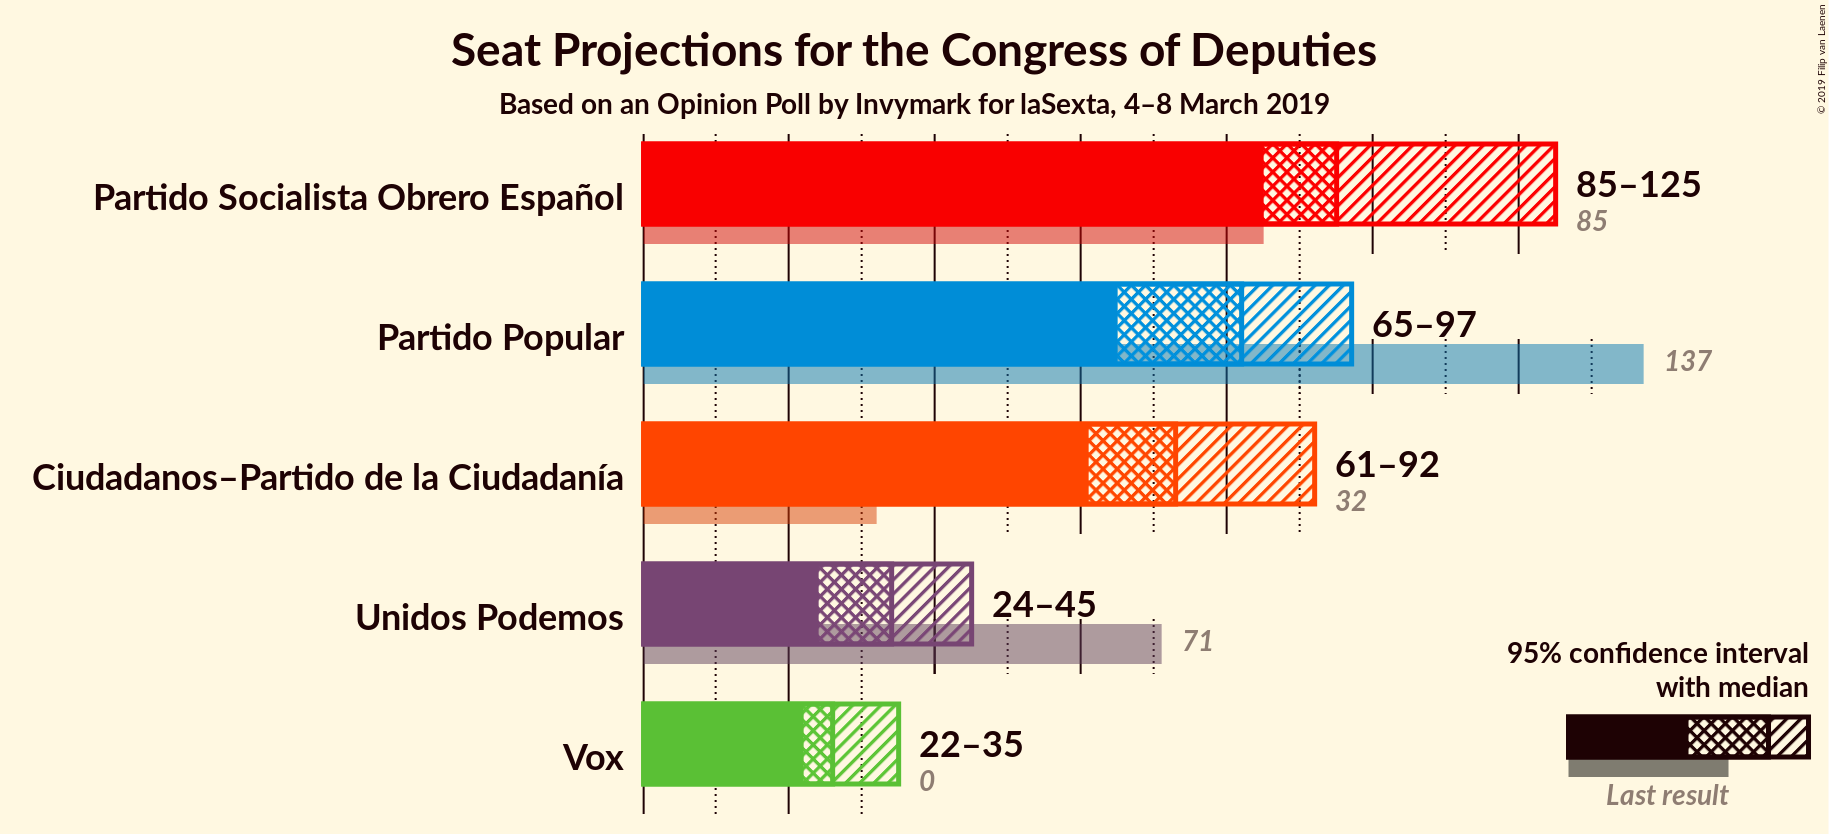 Seat Projections for the Congress of Deputies
Based on an Opinion Poll by Invymark for laSexta, 4–8 March 2019
© 2019 Filip van Laenen
Partido Socialista Obrero Español
85–125
85
Partido Popular
65–97
137
Ciudadanos–Partido de la Ciudadanía
61–92
32
Unidos Podemos
24–45
71
Vox
22–35
0
95% confidence interval
with median
Last result